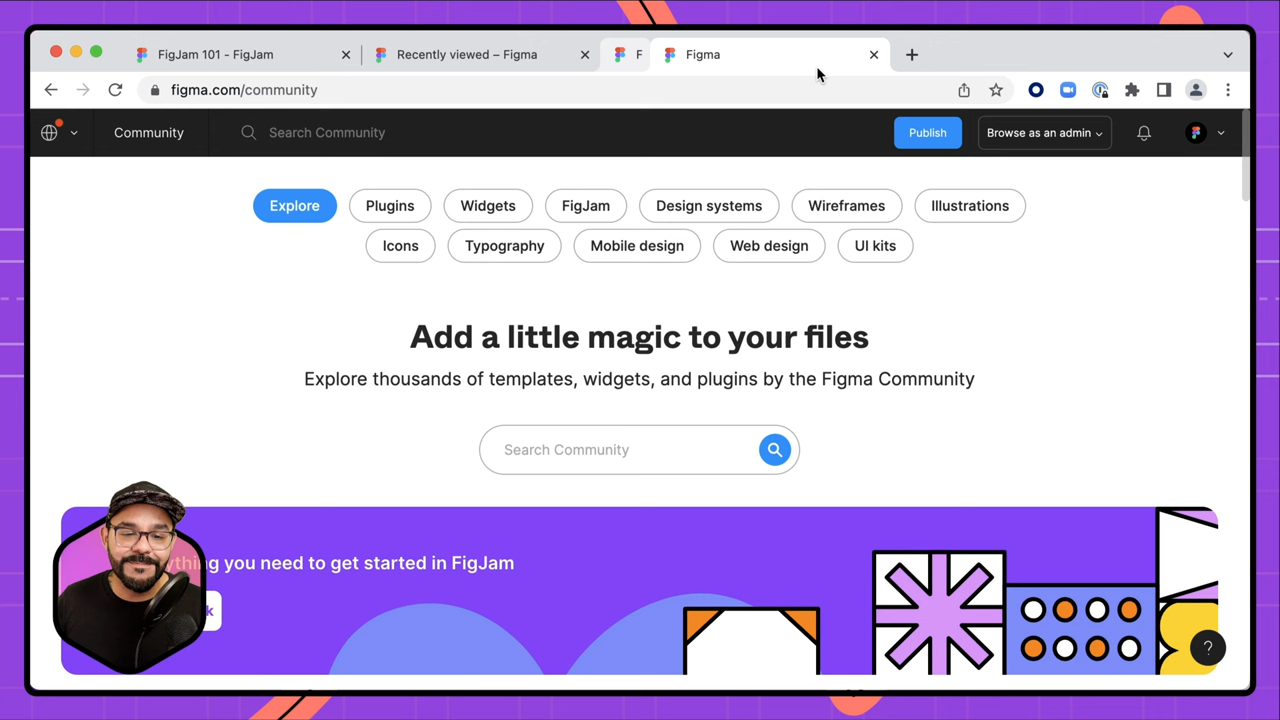 FigJam 101 - FigJam
Recently viewed – Figma
F
Figma
figma.com/community
Community
Search Community
Publish
Browse as an admin
Explore
Plugins
Widgets
FigJam
Design systems
Wireframes
Illustrations
Icons
Typography
Mobile design
Web design
UI kits
Add a little magic to your files
Explore thousands of templates, widgets, and plugins by the Figma Community
Search Community
you need to get started in FigJam
?